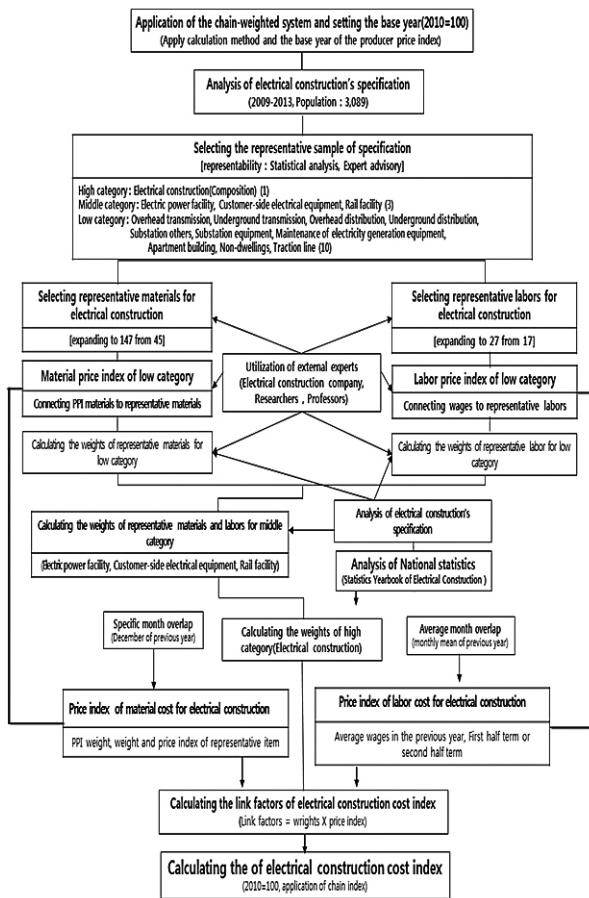 Application of the chain-weighted system and setting the base year(2010=100)
(Apply calculation method and the base year of the producer price index)
Analysis of electrical construction's specification
(2009-2013, Population : 3,089)
Selecting the representative sample of specification
[representability : Statistical analysis, Expert advisory]
High category : Electrical construction(Composition) (1)
Middle category : Electric power facility, Customer-side electrical equipment, Rail facility (3)
Low category : Overhead transmission, Underground transmission, Overhead distribution, Underground distribution,
Substation others, Substation equipment, Maintenance of electricity generation equipment,
Apartment building, Non-dwellings, Traction line (10)
Selecting representative materials for
electrical construction
[expanding to 147 from 45]
Selecting representative labors for
electrical construction
[expanding to 27 from 17]
Utilization of external experts
(Electrical construction company,
Researchers , Professors)
Material price index of low category
Connecting PPI materials to representative materials
Labor price index of low category
Connecting wages to representative labors
Calculating the weights of representative materials for
low category
Calculating the weights of representative labor for low
category
Calculating the weights of representative materials and labors for middle
category
(Electric power facility, Customer-side electrical equipment, Rail facility)
Analysis of electrical construction's
specification
Analysis of National statistics
(Statistics Yearbook of Electrical Construction )
Specific month overlap
(December of previous year)
Calculating the weights of high
category(Electrical construction)
Average month overlap
(monthly mean of previous year)
Price index of material cost for electrical construction
PPI weight, weight and price index of representative item
Price index of labor cost for electrical construction
Average wages in the previous year, First half term or
second half term
Calculating the link factors of electrical construction cost index
(Link factors = wrights X price index)
Calculating the of electrical construction cost index
(2010=100, application of chain index)